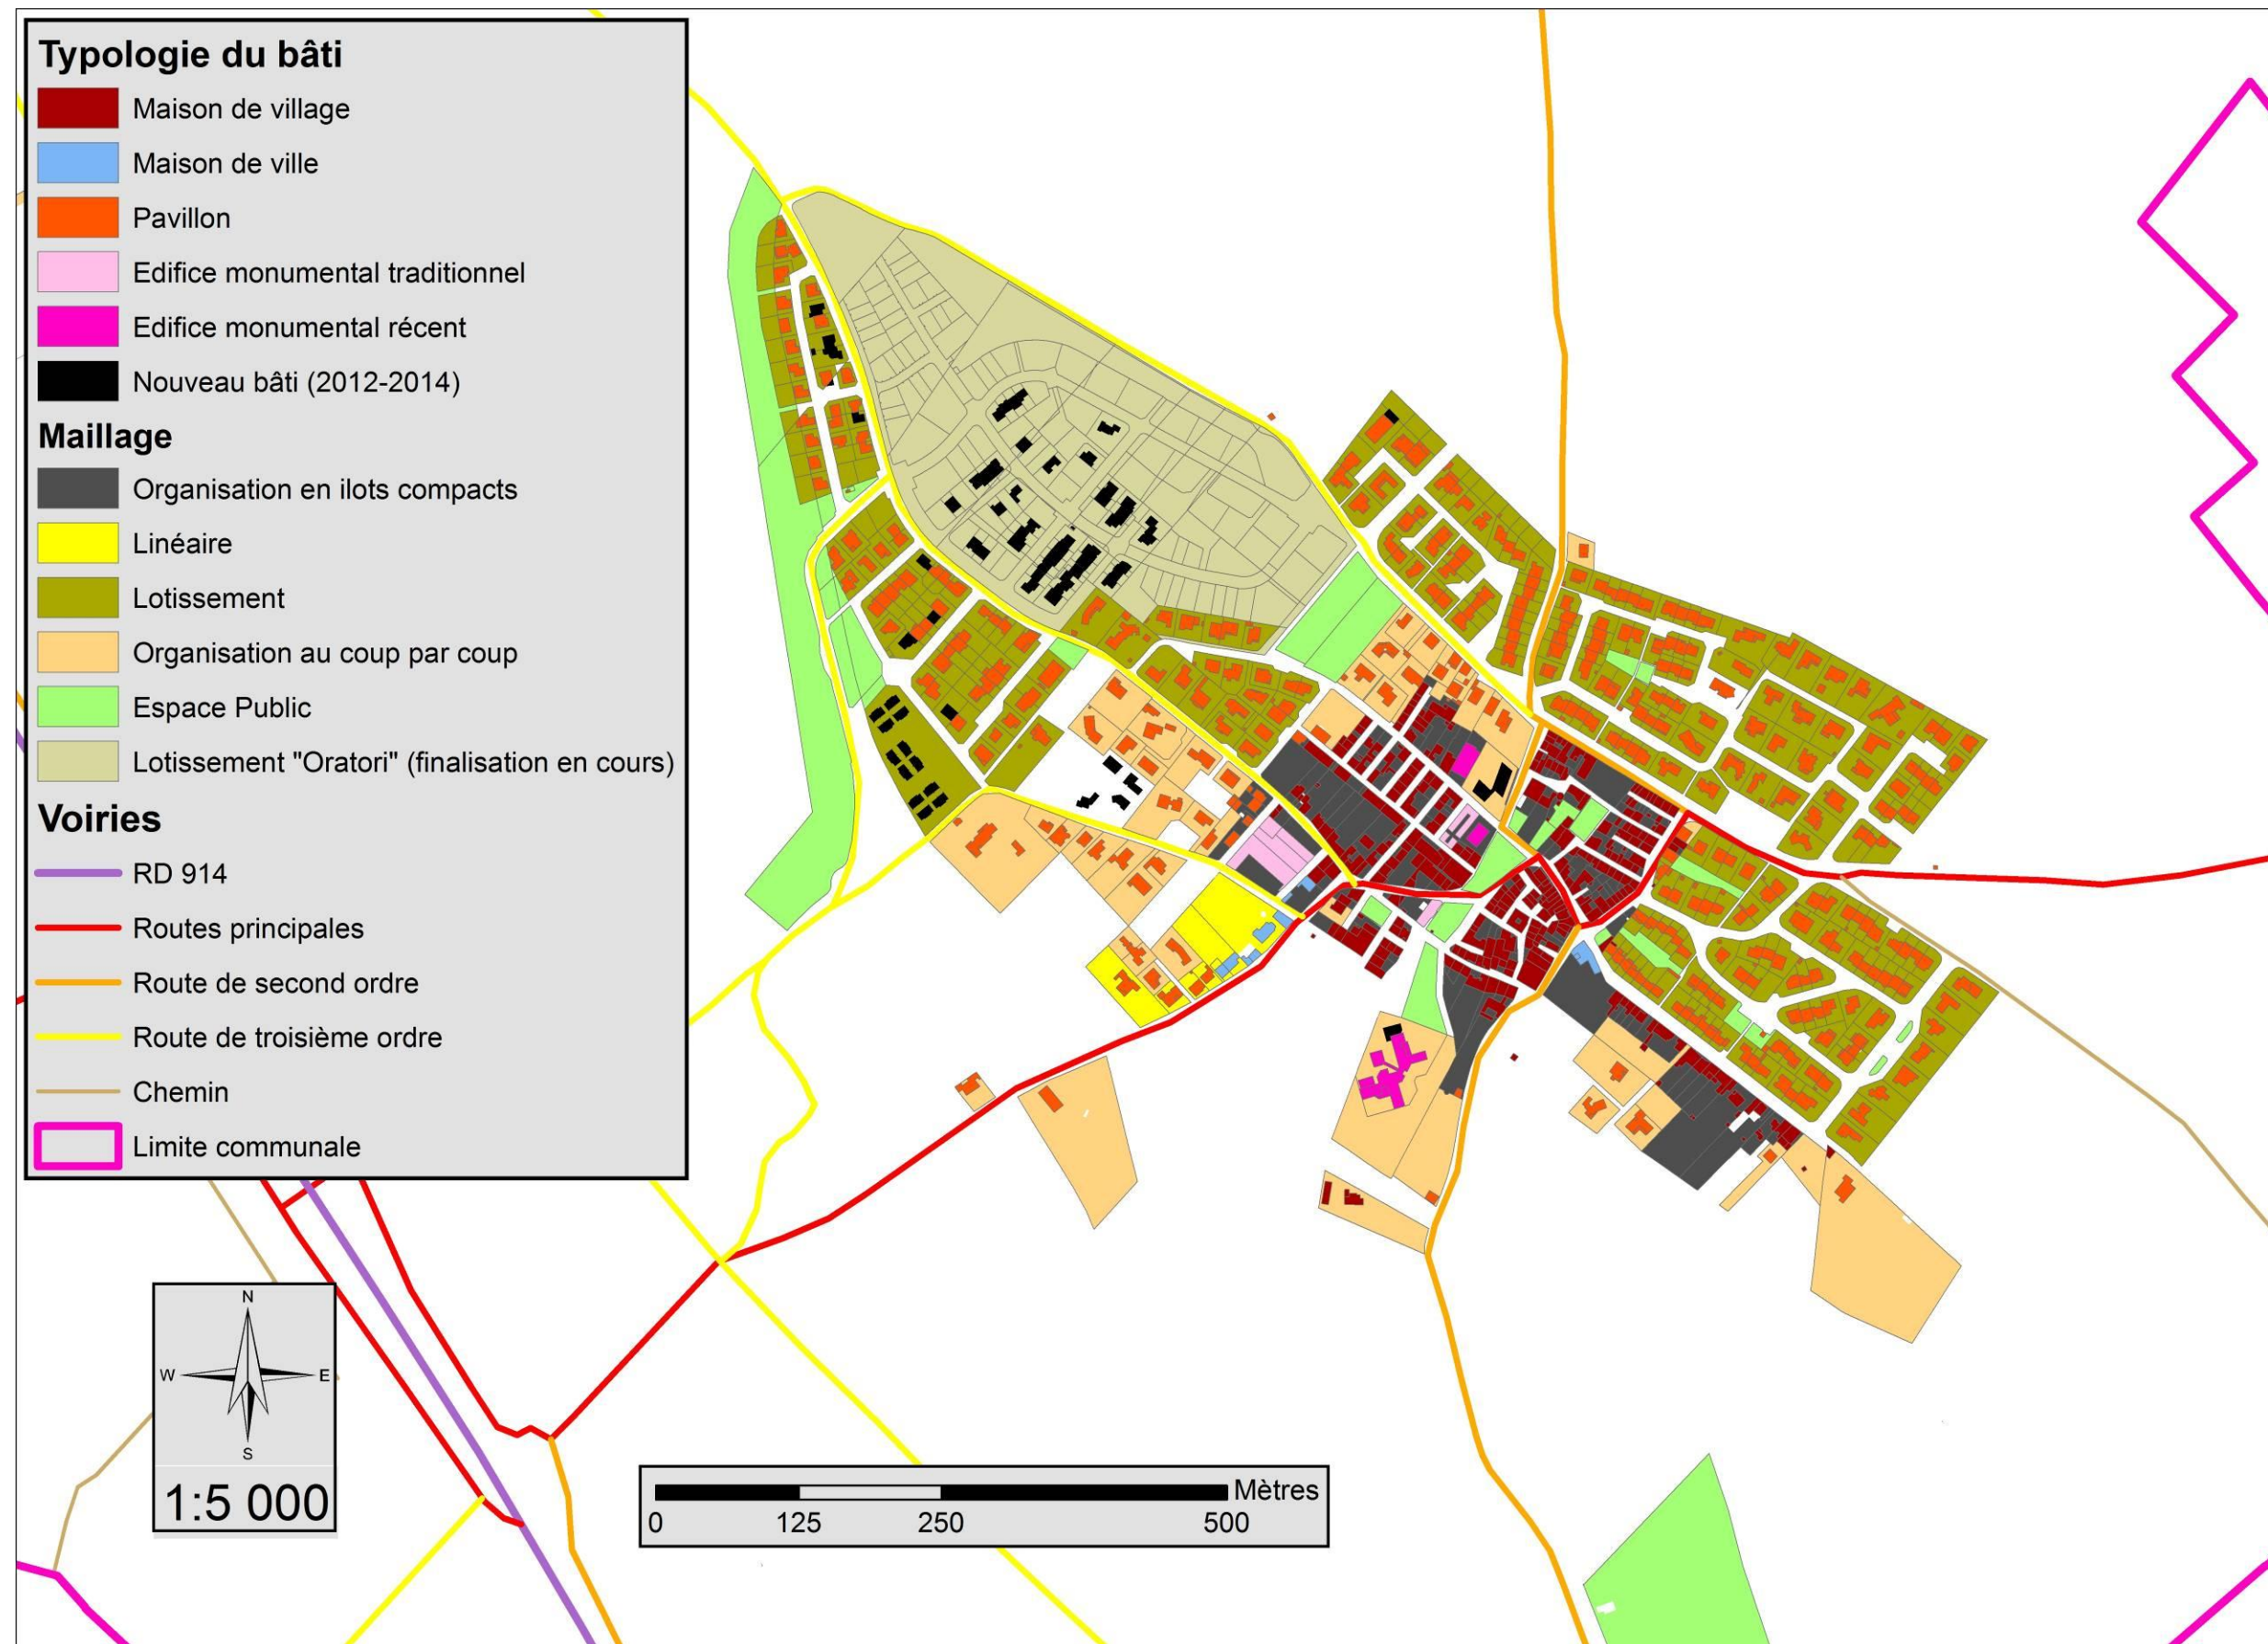 Typologie du bâti
Maison de village
Maison de ville
Pavillon
Edifice monumental traditionnel
Edifice monumental récent
Nouveau bâti (2012-2014)
Maillage
Organisation en ilots compacts
Linéaire
Lotissement
Organisation au coup par coup
Espace Public
Lotissement "Oratori" (finalisation en cours)
Voiries
RD 914
Routes principales
Route de second ordre
Route de troisième ordre
Chemin
Limite communale
N
W E
S
1:5 000
Mètres
0 125 250 500